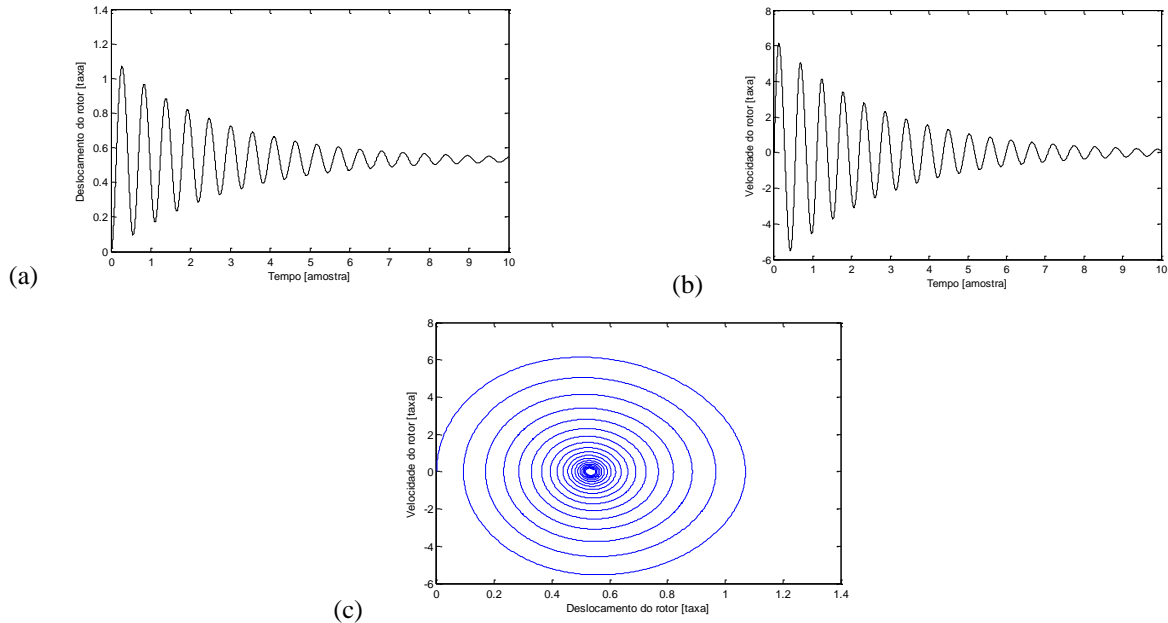 1.4
1.2
1
0.8
0.6
0.4
0.2
0
Deslocamento do rotor [taxa]
0 1 2 3 4 5 6 7 8 9 10
Tempo [amostra]
(a)
8
6
4
2
0
-2
-4
-6
Velocidade do rotor [taxa]
0 1 2 3 4 5 6 7 8 9 10
Tempo [amostra]
(b)
8
6
4
2
0
-2
-4
-6
Velocidade do rotor [taxa]
0 0.2 0.4 0.6 0.8 1 1.2 1.4
Deslocamento do rotor [taxa]
(c)